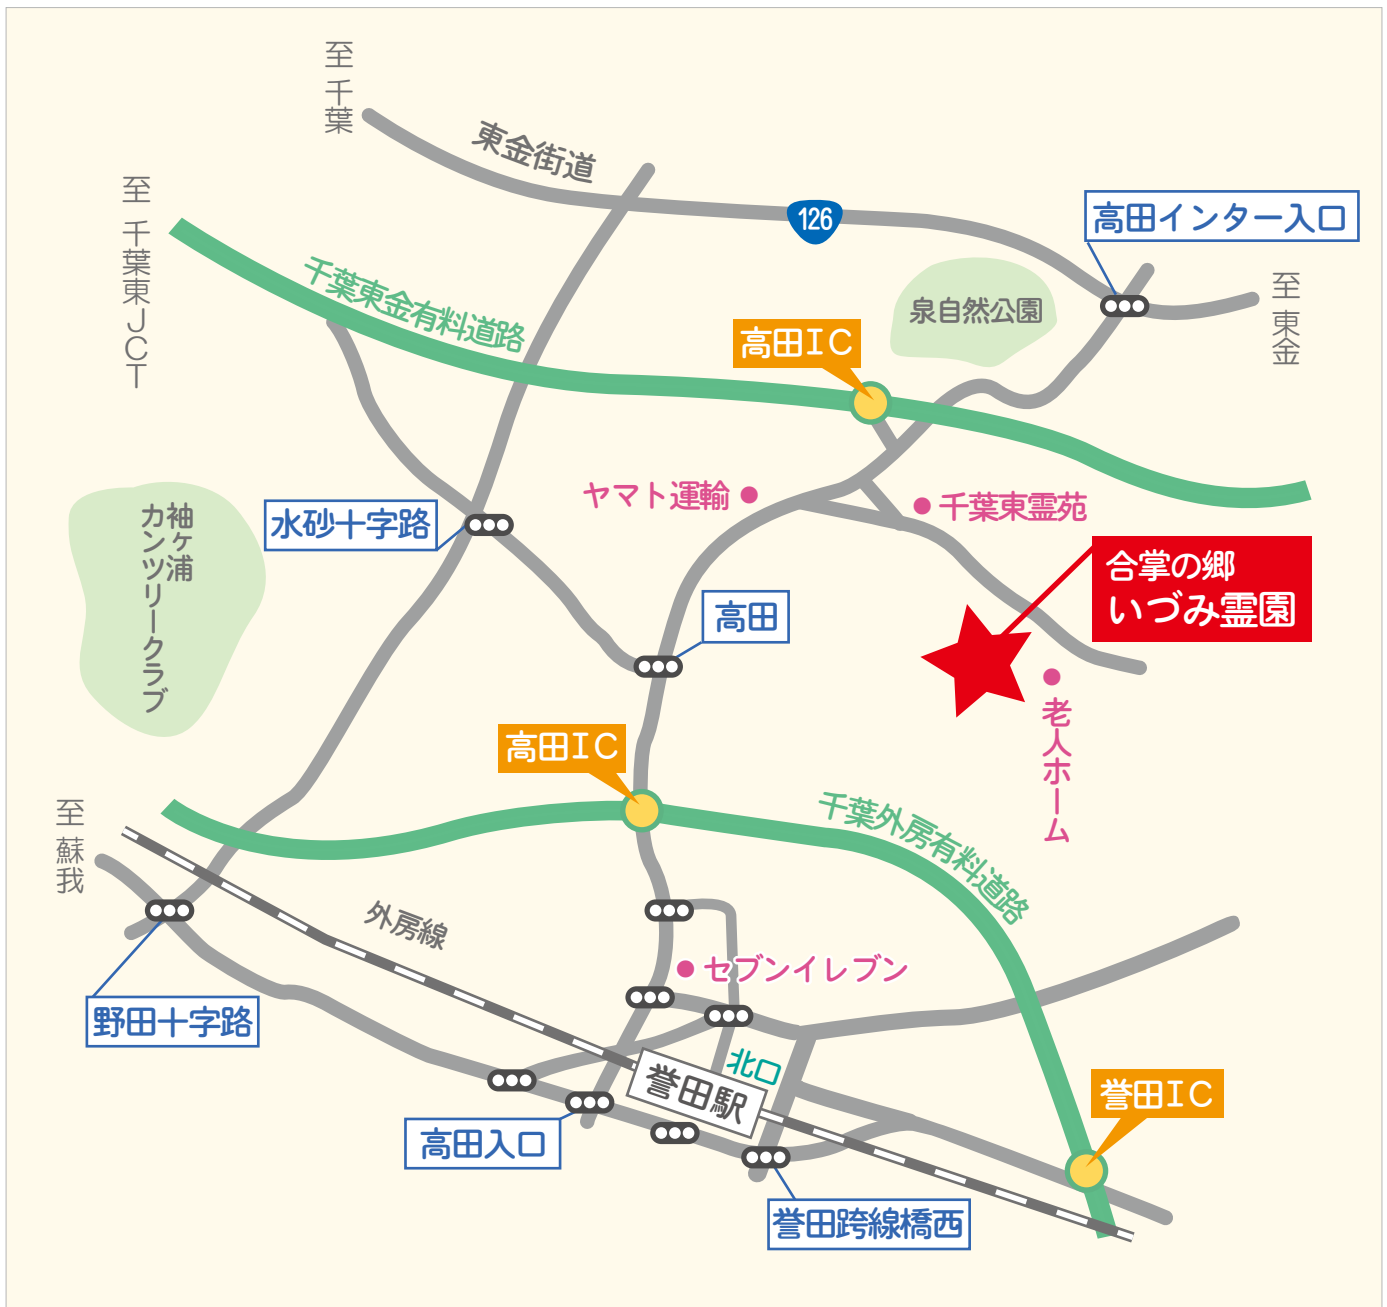 至 千葉
東金街道
至 千葉東JCT
126
高田インター入口
千葉東金有料道路
泉自然公園
至 東金
高田IC
ヤマト運輸
千葉東霊苑
袖ヶ浦
カンツリークラブ
水砂十字路
合掌の郷
いづみ霊園
高田
老人ホーム
高田IC
千葉外房有料道路
至 蘇我
外房線
セブンイレブン
野田十字路
北口
誉田駅
誉田IC
高田入口
誉田跨線橋西